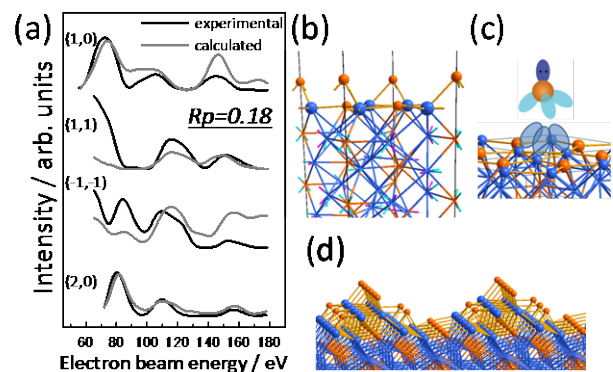 (a)
experimental
calculated
{1,0}
Rp=0.18
{1,1}
{-1,-1}
{2,0}
Intensity / arb. units
40 60 80 100 120 140 160 180
Electron beam energy / eV
(b)
(c)
(d)